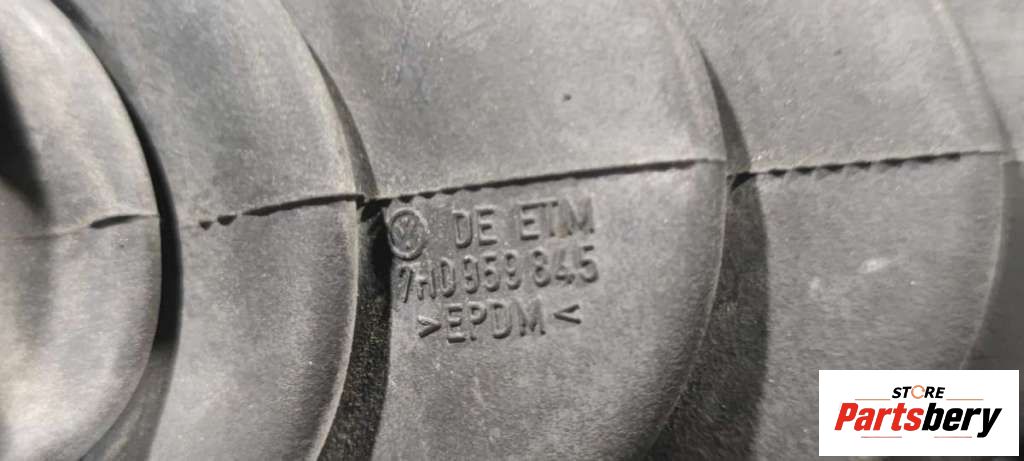 DE ETM
7H0 959 845
>EPDM<
STORE
Partsbery